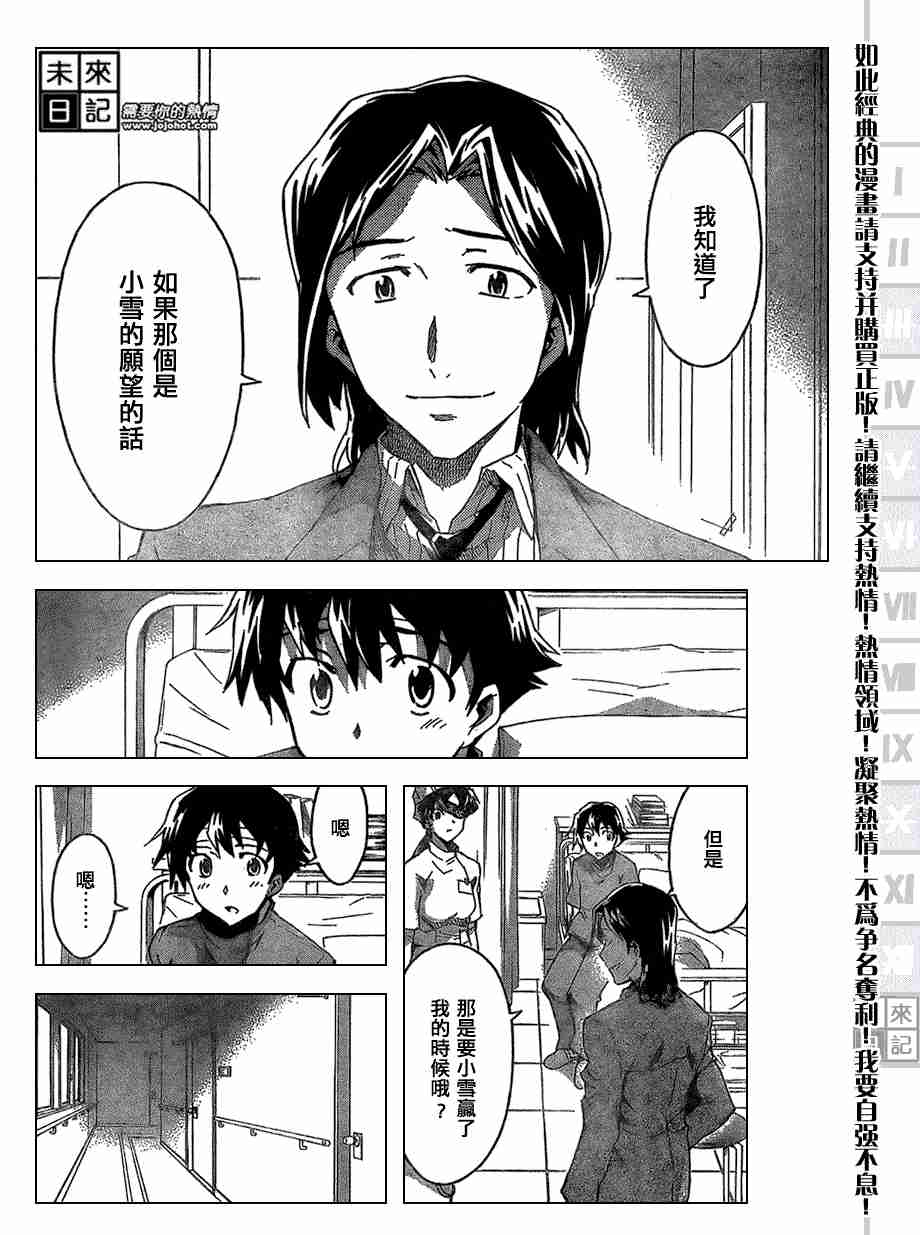 未來
日記
需要你的熱情
www.jojohot.com
我知道了
如果那個是
小雪的願望的話
嗯
嗯……
但是
那是要小雪贏了
我的時候哦？
如此經典的漫畫請支持并購買正版！請繼續支持熱情！熱情領域！凝聚熱情！不爲争名奪利！我要自强不息！
I
II
III
IV
V
VI
VII
VIII
IX
X
XI
XII
來
記